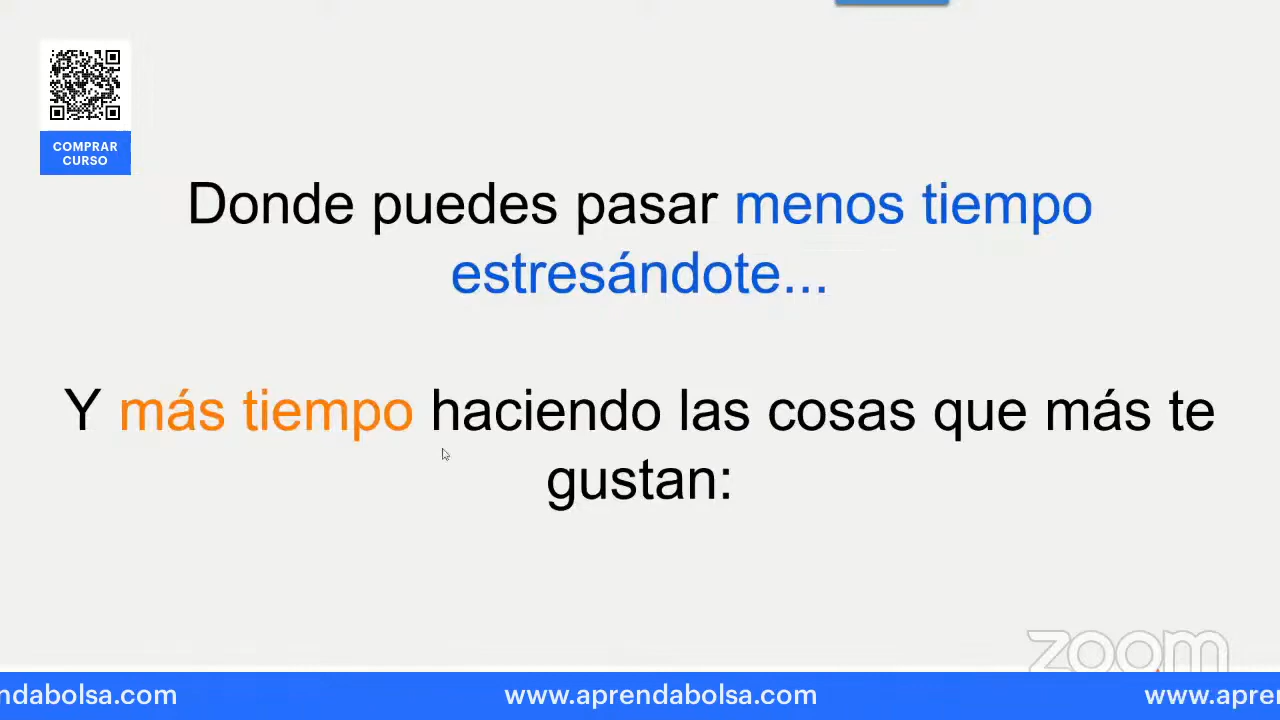 COMPRAR
CURSO
Donde puedes pasar menos tiempo
estresándote...
Y más tiempo haciendo las cosas que más te
gustan:
zoom
ndabolsa.com www.aprendabolsa.com www.apren